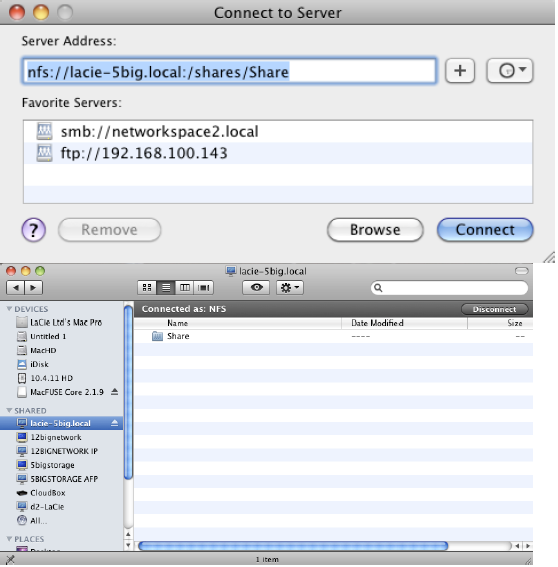 Connect to Server
Server Address:
nfs://lacie-5big.local:/shares/Share
Favorite Servers:
smb://networkspace2.local
ftp://192.168.100.143
? Remove Browse Connect
lacie-5big.local
DEVICES
LaCie Ltd's Mac Pro
Untitled 1
MacHD
iDisk
10.4.11 HD
MacFUSE Core 2.1.9
SHARED
lacie-5big.local
12bignetwork
12BIGNETWORK IP
5bigstorage
5BIGSTORAGE AFP
CloudBox
d2-LaCie
All...
PLACES
Desktop
Connected as: NFS Disconnect
Name Date Modified Size
Share ---- --
1 item